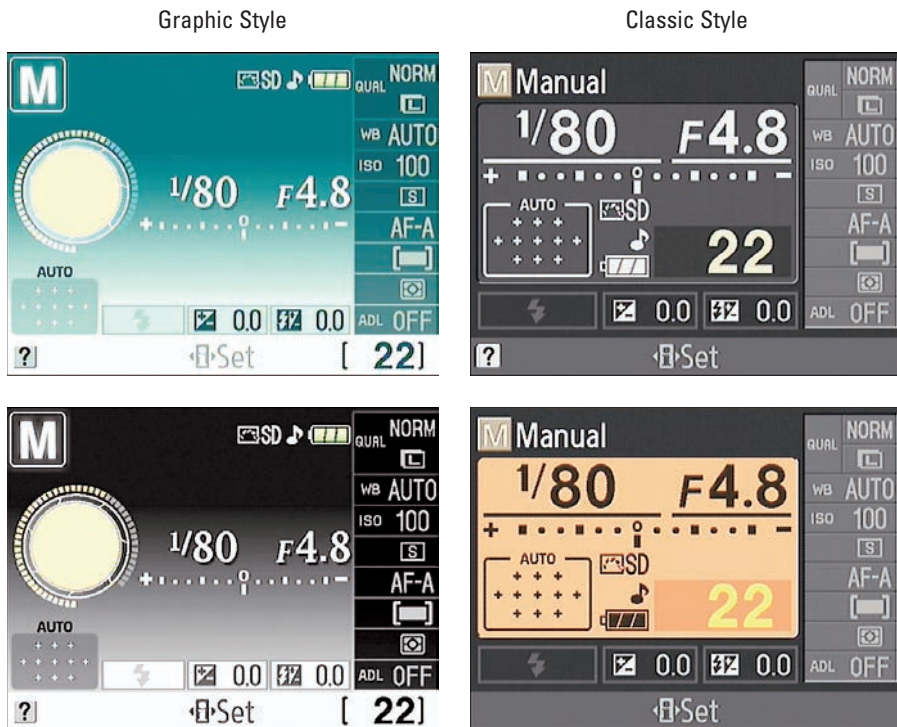 Graphic Style
Classic Style
M
SD
QUAL NORM
L
WB AUTO
ISO 100
S
AF-A
1/80 F4.8
+ 0 -
AUTO
0.0 0.0
ADL OFF
? i Set [ 22]
M Manual
QUAL NORM
L
1/80 F4.8
WB AUTO
ISO 100
+ 0 -
S
AUTO
SD
AF-A
22
0.0 0.0
ADL OFF
? i Set
M
SD
QUAL NORM
L
WB AUTO
ISO 100
S
AF-A
1/80 F4.8
+ 0 -
AUTO
0.0 0.0
ADL OFF
? i Set [ 22]
M Manual
QUAL NORM
L
1/80 F4.8
WB AUTO
ISO 100
+ 0 -
S
AUTO
SD
AF-A
22
0.0 0.0
ADL OFF
i Set